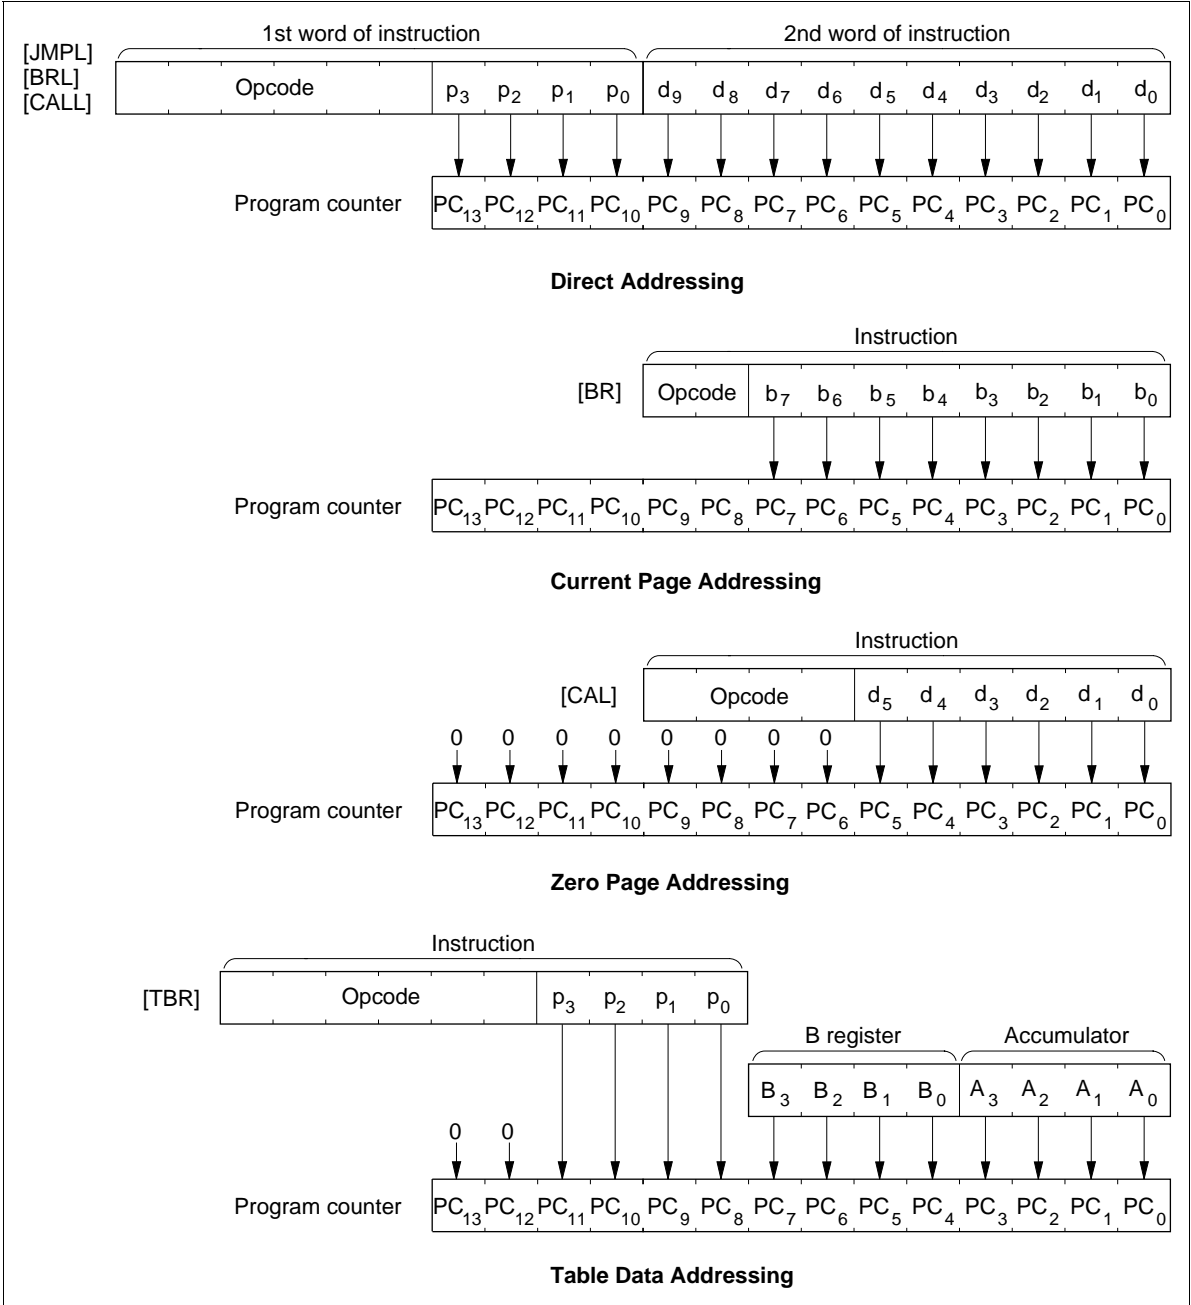 1st word of instruction 2nd word of instruction
[JMPL]
[BRL]
[CALL]
Opcode p3 p2 p1 p0 d9 d8 d7 d6 d5 d4 d3 d2 d1 d0
Program counter PC13 PC12 PC11 PC10 PC9 PC8 PC7 PC6 PC5 PC4 PC3 PC2 PC1 PC0
Direct Addressing
Instruction
[BR] Opcode b7 b6 b5 b4 b3 b2 b1 b0
Program counter PC13 PC12 PC11 PC10 PC9 PC8 PC7 PC6 PC5 PC4 PC3 PC2 PC1 PC0
Current Page Addressing
Instruction
[CAL] Opcode d5 d4 d3 d2 d1 d0
0 0 0 0 0 0 0 0
Program counter PC13 PC12 PC11 PC10 PC9 PC8 PC7 PC6 PC5 PC4 PC3 PC2 PC1 PC0
Zero Page Addressing
Instruction
[TBR] Opcode p3 p2 p1 p0
B register Accumulator
B3 B2 B1 B0 A3 A2 A1 A0
0 0
Program counter PC13 PC12 PC11 PC10 PC9 PC8 PC7 PC6 PC5 PC4 PC3 PC2 PC1 PC0
Table Data Addressing